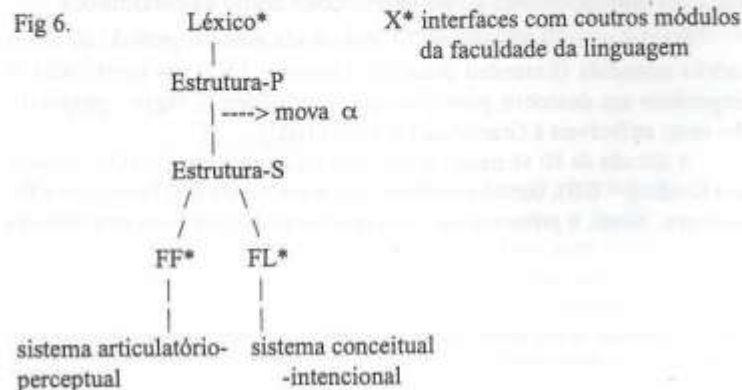 Fig 6. Léxico* X* interfaces com coutros módulos
da faculdade da linguagem
Estrutura-P
----> mova α
Estrutura-S
FF* FL*
sistema articulatório- sistema conceitual
perceptual -intencional